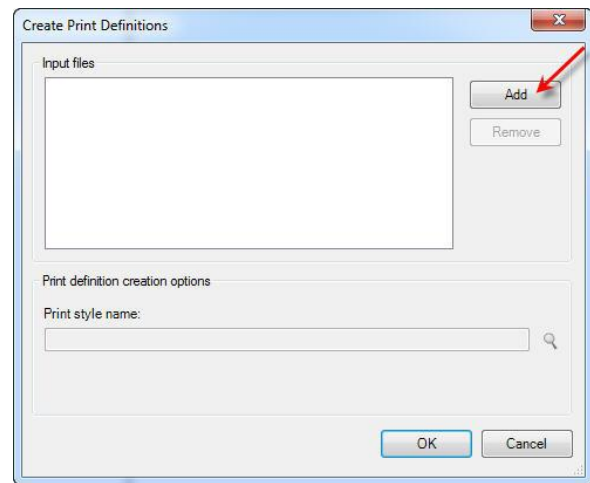 Create Print Definitions
Input files
Add
Remove
Print definition creation options
Print style name:
OK
Cancel